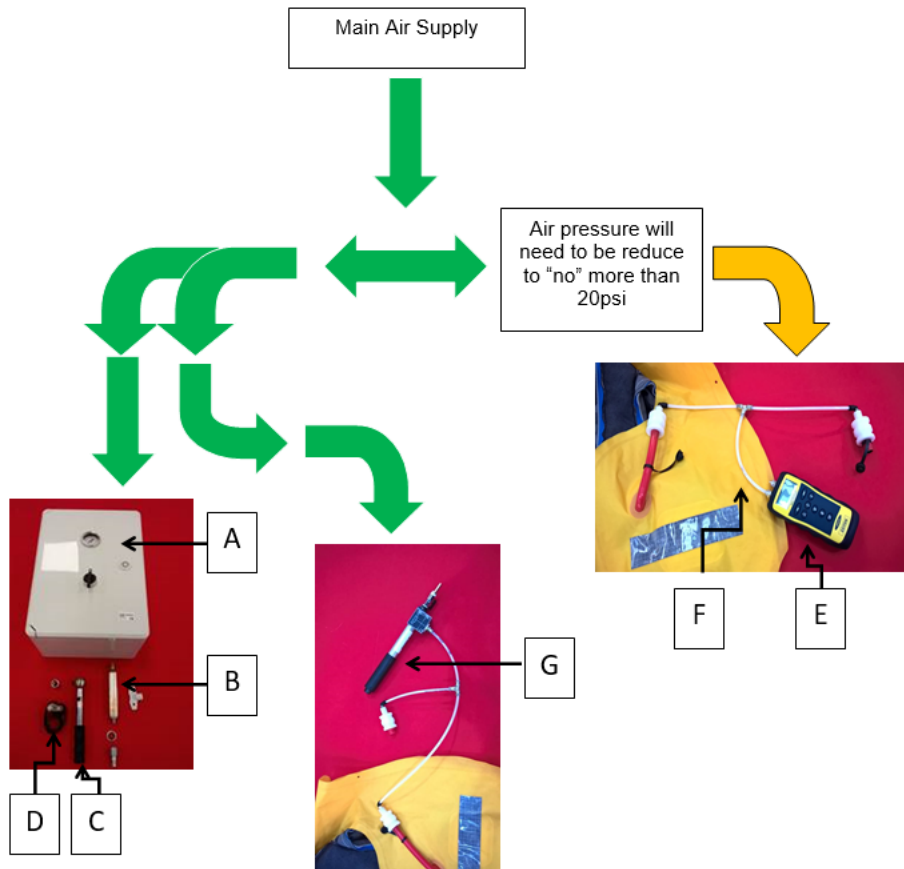 Main Air Supply
Air pressure will
need to be reduce
to “no” more than
20psi
A
B
D
C
G
F
E